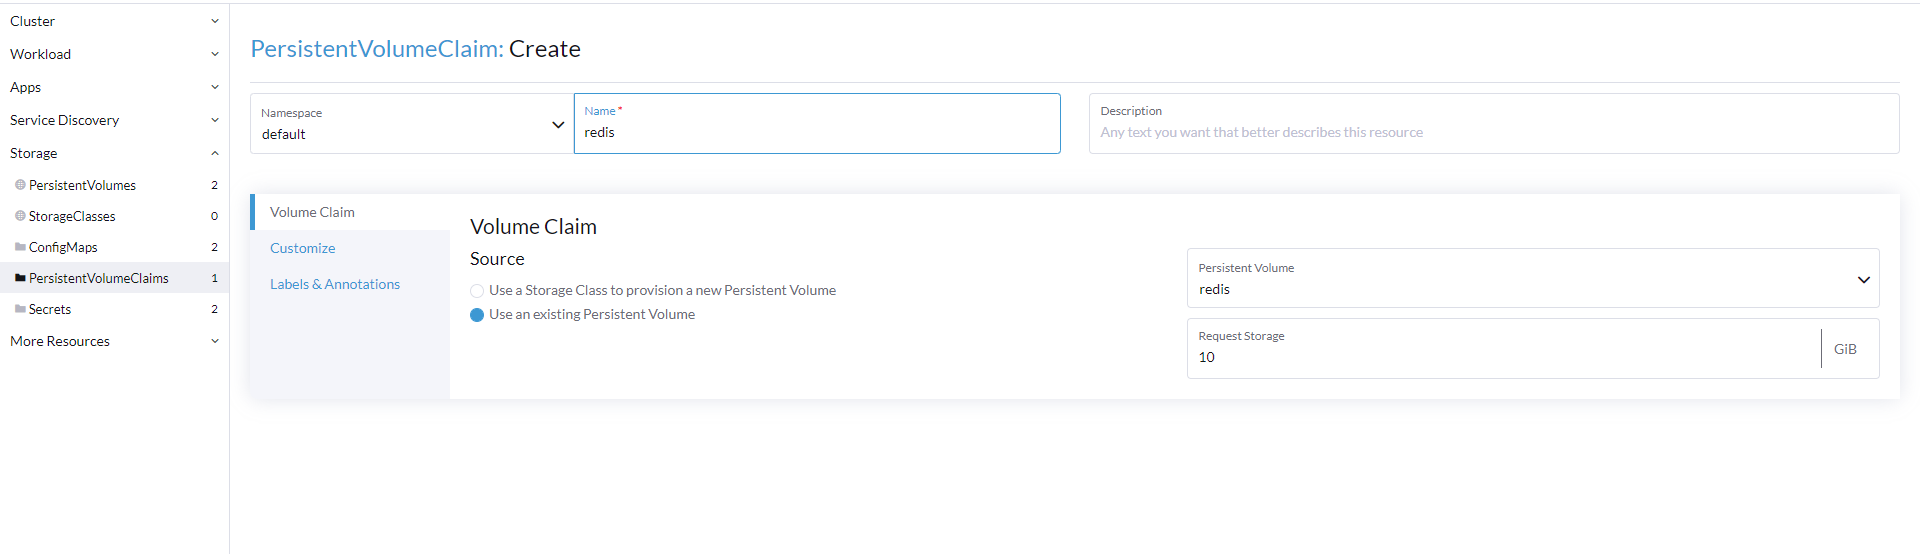 Cluster
Workload
Apps
Service Discovery
Storage
PersistentVolumes 2
StorageClasses 0
ConfigMaps 2
PersistentVolumeClaims 1
Secrets 2
More Resources
PersistentVolumeClaim: Create
Namespace
default
Name *
redis
Description
Any text you want that better describes this resource
Volume Claim
Customize
Labels & Annotations
Volume Claim
Source
Use a Storage Class to provision a new Persistent Volume
Use an existing Persistent Volume
Persistent Volume
redis
Request Storage
10 GiB